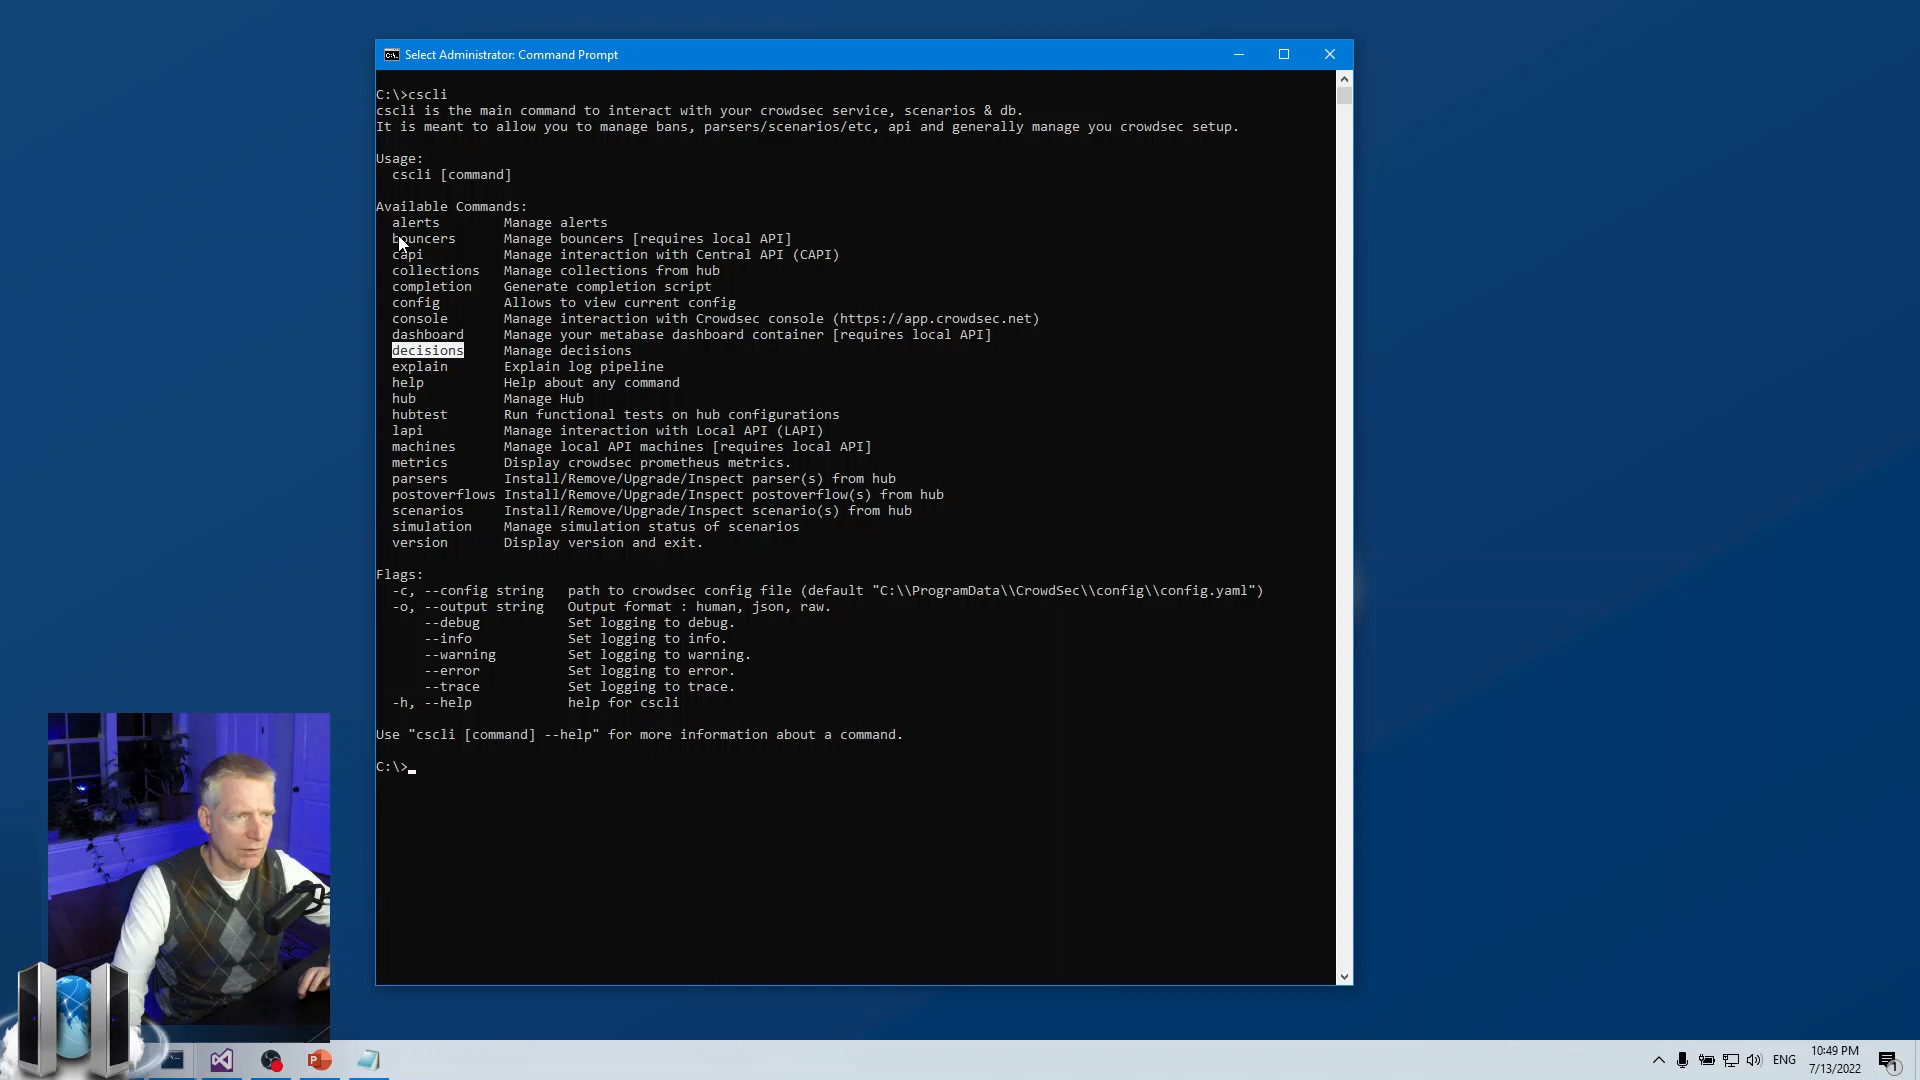 Select Administrator: Command Prompt
C:\>cscli
cscli is the main command to interact with your crowdsec service, scenarios & db.
It is meant to allow you to manage bans, parsers/scenarios/etc, api and generally manage you crowdsec setup.
Usage:
cscli [command]
Available Commands:
alerts Manage alerts
bouncers Manage bouncers [requires local API]
capi Manage interaction with Central API (CAPI)
collections Manage collections from hub
completion Generate completion script
config Allows to view current config
console Manage interaction with Crowdsec console (https://app.crowdsec.net)
dashboard Manage your metabase dashboard container [requires local API]
decisions Manage decisions
explain Explain log pipeline
help Help about any command
hub Manage Hub
hubtest Run functional tests on hub configurations
lapi Manage interaction with Local API (LAPI)
machines Manage local API machines [requires local API]
metrics Display crowdsec prometheus metrics.
parsers Install/Remove/Upgrade/Inspect parser(s) from hub
postoverflows Install/Remove/Upgrade/Inspect postoverflow(s) from hub
scenarios Install/Remove/Upgrade/Inspect scenario(s) from hub
simulation Manage simulation status of scenarios
version Display version and exit.
Flags:
-c, --config string path to crowdsec config file (default "C:\\ProgramData\\CrowdSec\\config\\config.yaml")
-o, --output string Output format : human, json, raw.
--debug Set logging to debug.
--info Set logging to info.
--warning Set logging to warning.
--error Set logging to error.
--trace Set logging to trace.
-h, --help help for cscli
Use "cscli [command] --help" for more information about a command.
C:\>
ENG
10:49 PM
7/13/2022
1